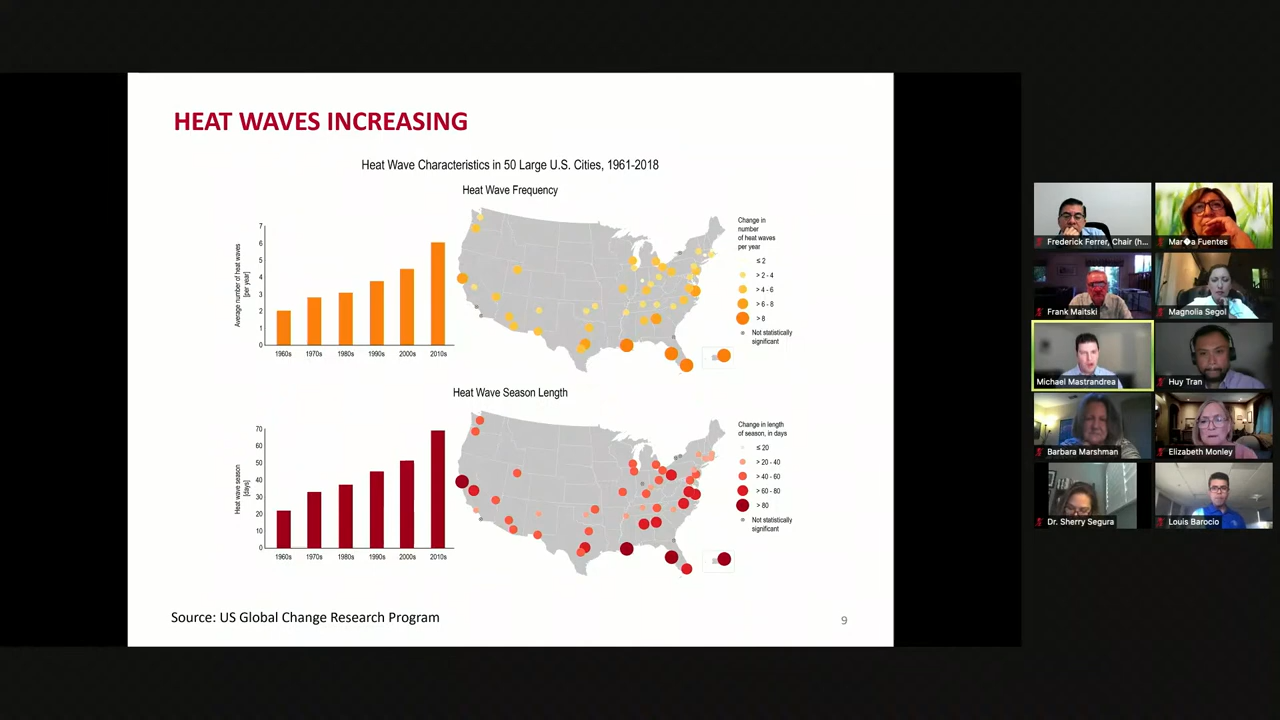 HEAT WAVES INCREASING
Heat Wave Characteristics in 50 Large U.S. Cities, 1961-2018
Heat Wave Frequency
Average number of heat waves
[per year]
7
6
5
4
3
2
1
0
1960s 1970s 1980s 1990s 2000s 2010s
Change in
number
of heat waves
per year
≤ 2
> 2 - 4
> 4 - 6
> 6 - 8
> 8
Not statistically
significant
Heat Wave Season Length
Heat wave season
[days]
70
60
50
40
30
20
10
0
1960s 1970s 1980s 1990s 2000s 2010s
Change in length
of season, in days
≤ 20
> 20 - 40
> 40 - 60
> 60 - 80
> 80
Not statistically
significant
Source: US Global Change Research Program
9
Frederick Ferrer, Chair (h...
Mar�a Fuentes
Frank Maitski
Magnolia Segol
Michael Mastrandrea
Huy Tran
Barbara Marshman
Elizabeth Monley
Dr. Sherry Segura
Louis Barocio